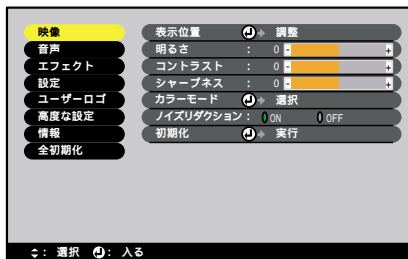 映像
音声
エフェクト
設定
ユーザーロゴ
高度な設定
情報
全初期化
表示位置 調整
明るさ : 0 - +
コントラスト : 0 - +
シャープネス : 0 - +
カラーモード 選択
ノイズリダクション : ON OFF
初期化 実行
: 選択 : 入る